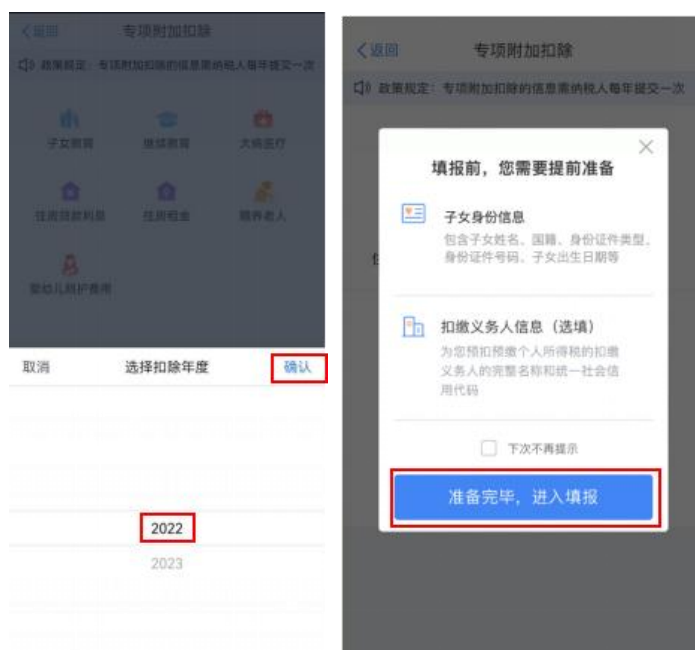 返回
专项附加扣除
政策规定：专项附加扣除的信息需纳税人每年提交一次
子女教育
继续教育
大病医疗
住房贷款利息
住房租金
赡养老人
婴幼儿照护费用
取消
选择扣除年度
确认
2022
2023
返回
专项附加扣除
政策规定：专项附加扣除的信息需纳税人每年提交一次
填报前，您需要提前准备
子女身份信息
包含子女姓名、国籍、身份证件类型、
身份证件号码、子女出生日期等
扣缴义务人信息（选填）
为您预扣预缴个人所得税的扣缴
义务人的完整名称和统一社会信
用代码
下次不再提示
准备完毕，进入填报